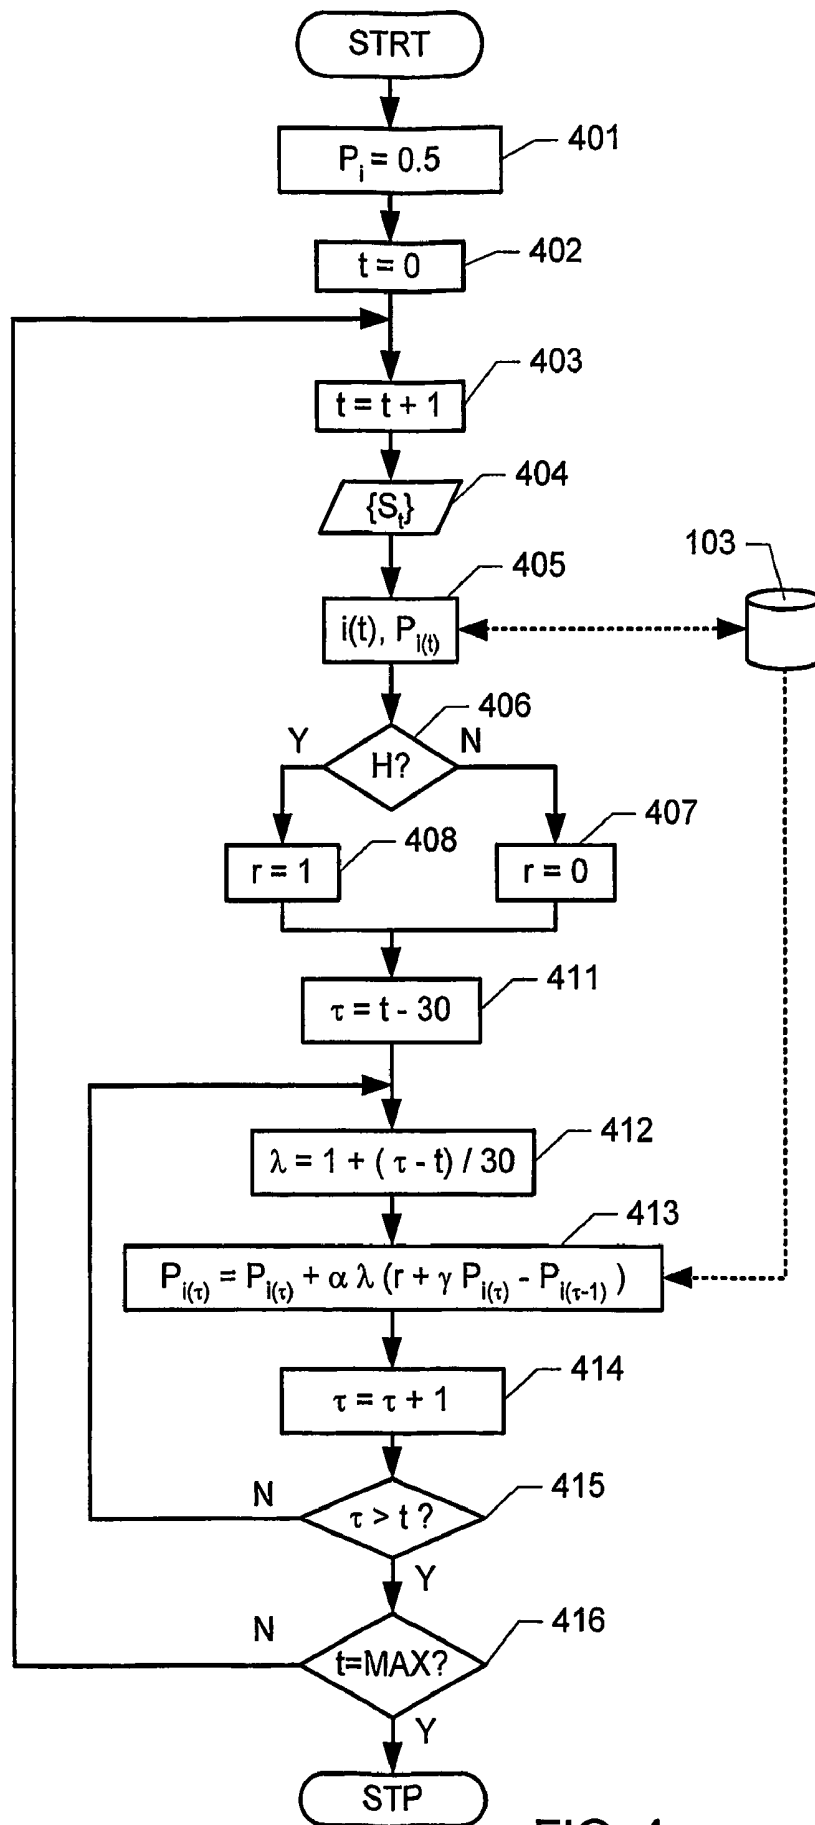 STRT
401
P_i = 0.5
402
t = 0
403
t = t + 1
404
{S_t}
405
103
i(t), P_i(t)
406
Y
N
H?
408
407
r = 1
r = 0
411
τ = t - 30
412
λ = 1 + ( τ - t) / 30
413
P_i(τ) = P_i(τ) + α λ (r + γ P_i(τ) - P_i(τ-1) )
414
τ = τ + 1
N
415
τ > t ?
Y
N
416
t=MAX?
Y
STP